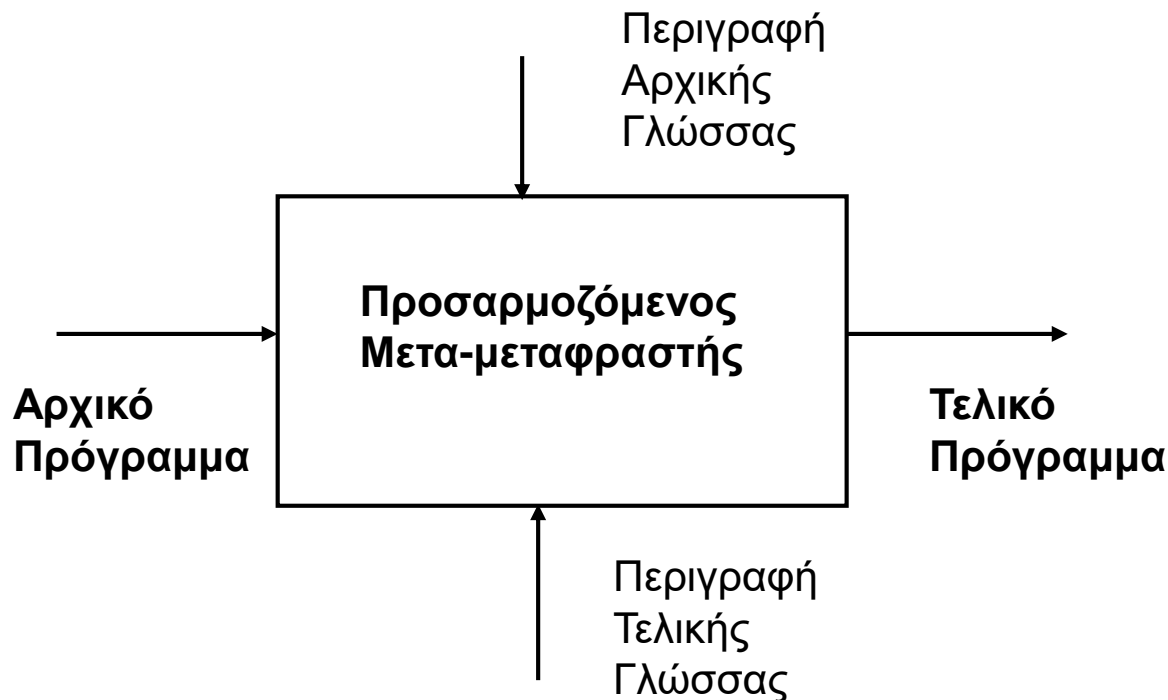 Περιγραφή
Αρχικής
Γλώσσας
Προσαρμοζόμενος
Μετα-μεταφραστής
Αρχικό
Πρόγραμμα
Τελικό
Πρόγραμμα
Περιγραφή
Τελικής
Γλώσσας